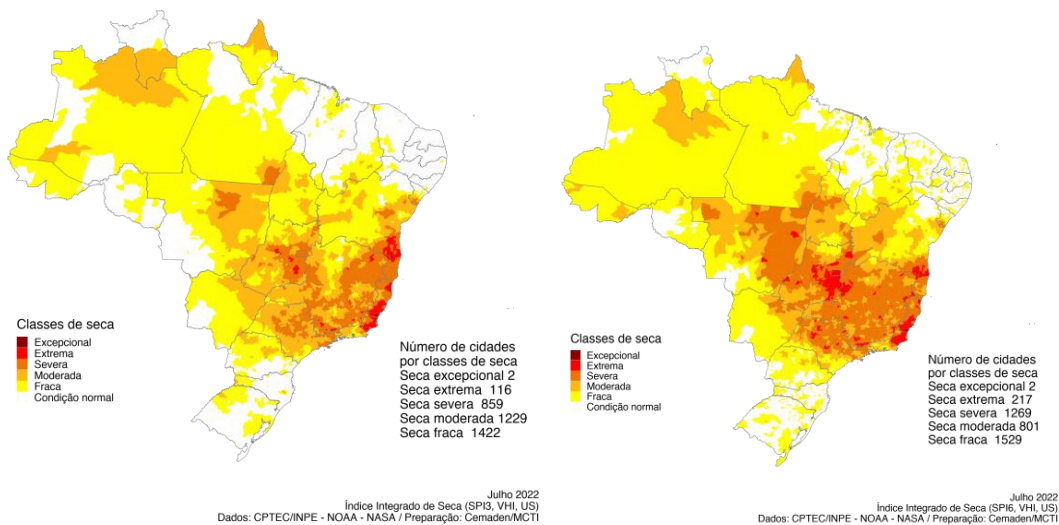 Classes de seca
Excepcional
Extrema
Severa
Moderada
Fraca
Condição normal
Número de cidades
por classes de seca
Seca excepcional 2
Seca extrema 116
Seca severa 859
Seca moderada 1229
Seca fraca 1422
Julho 2022
Índice Integrado de Seca (SPI3, VHI, US)
Dados: CPTEC/INPE - NOAA - NASA / Preparação: Cemaden/MCTI
Classes de seca
Excepcional
Extrema
Severa
Moderada
Fraca
Condição normal
Número de cidades
por classes de seca
Seca excepcional 2
Seca extrema 217
Seca severa 1269
Seca moderada 801
Seca fraca 1529
Julho 2022
Índice Integrado de Seca (SPI6, VHI, US)
Dados: CPTEC/INPE - NOAA - NASA / Preparação: Cemaden/MCTI